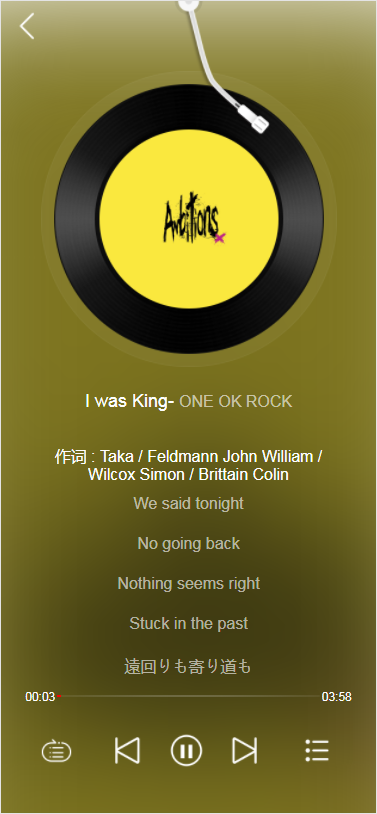 Ambitions
I was King- ONE OK ROCK
作词 : Taka / Feldmann John William /
Wilcox Simon / Brittain Colin
We said tonight
No going back
Nothing seems right
Stuck in the past
遠回りも寄り道も
00:03
03:58